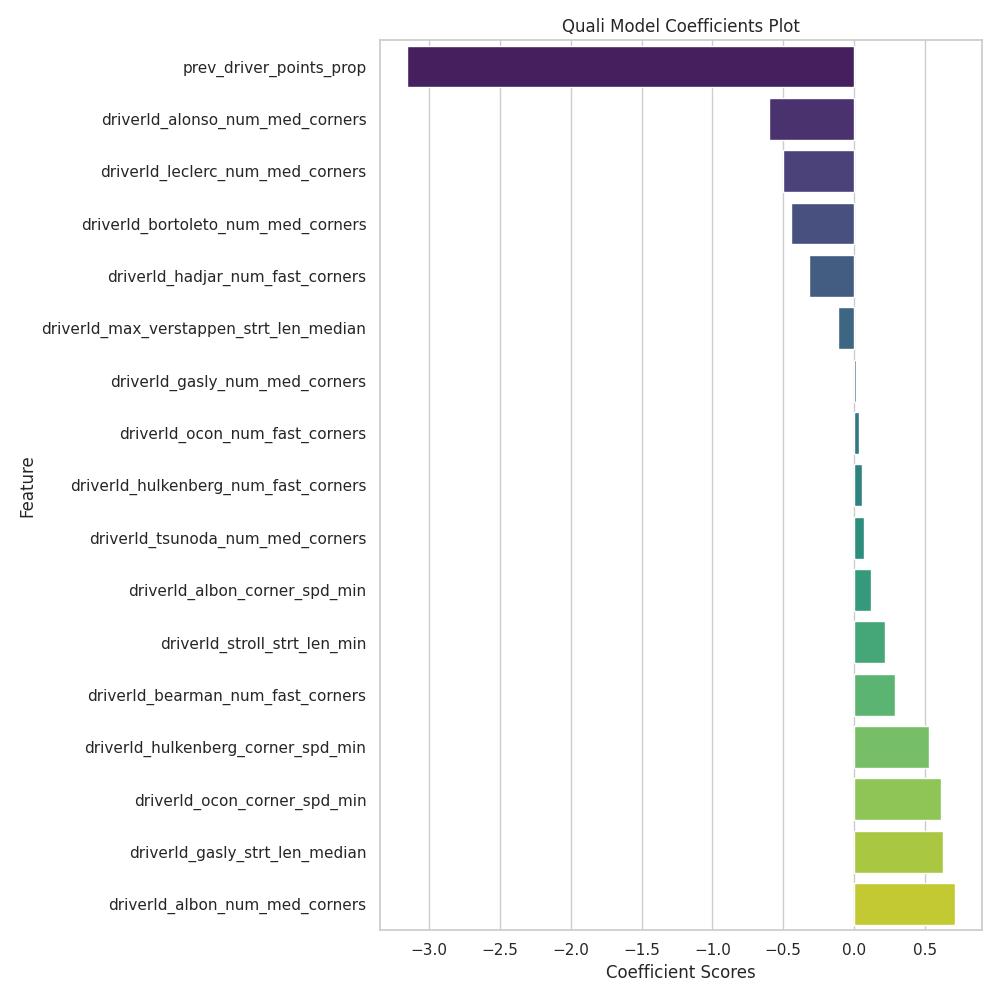 Quali Model Coefficients Plot
Feature
prev_driver_points_prop
driverId_alonso_num_med_corners
driverId_leclerc_num_med_corners
driverId_bortoleto_num_med_corners
driverId_hadjar_num_fast_corners
driverId_max_verstappen_strt_len_median
driverId_gasly_num_med_corners
driverId_ocon_num_fast_corners
driverId_hulkenberg_num_fast_corners
driverId_tsunoda_num_med_corners
driverId_albon_corner_spd_min
driverId_stroll_strt_len_min
driverId_bearman_num_fast_corners
driverId_hulkenberg_corner_spd_min
driverId_ocon_corner_spd_min
driverId_gasly_strt_len_median
driverId_albon_num_med_corners
−3.0 −2.5 −2.0 −1.5 −1.0 −0.5 0.0 0.5
Coefficient Scores